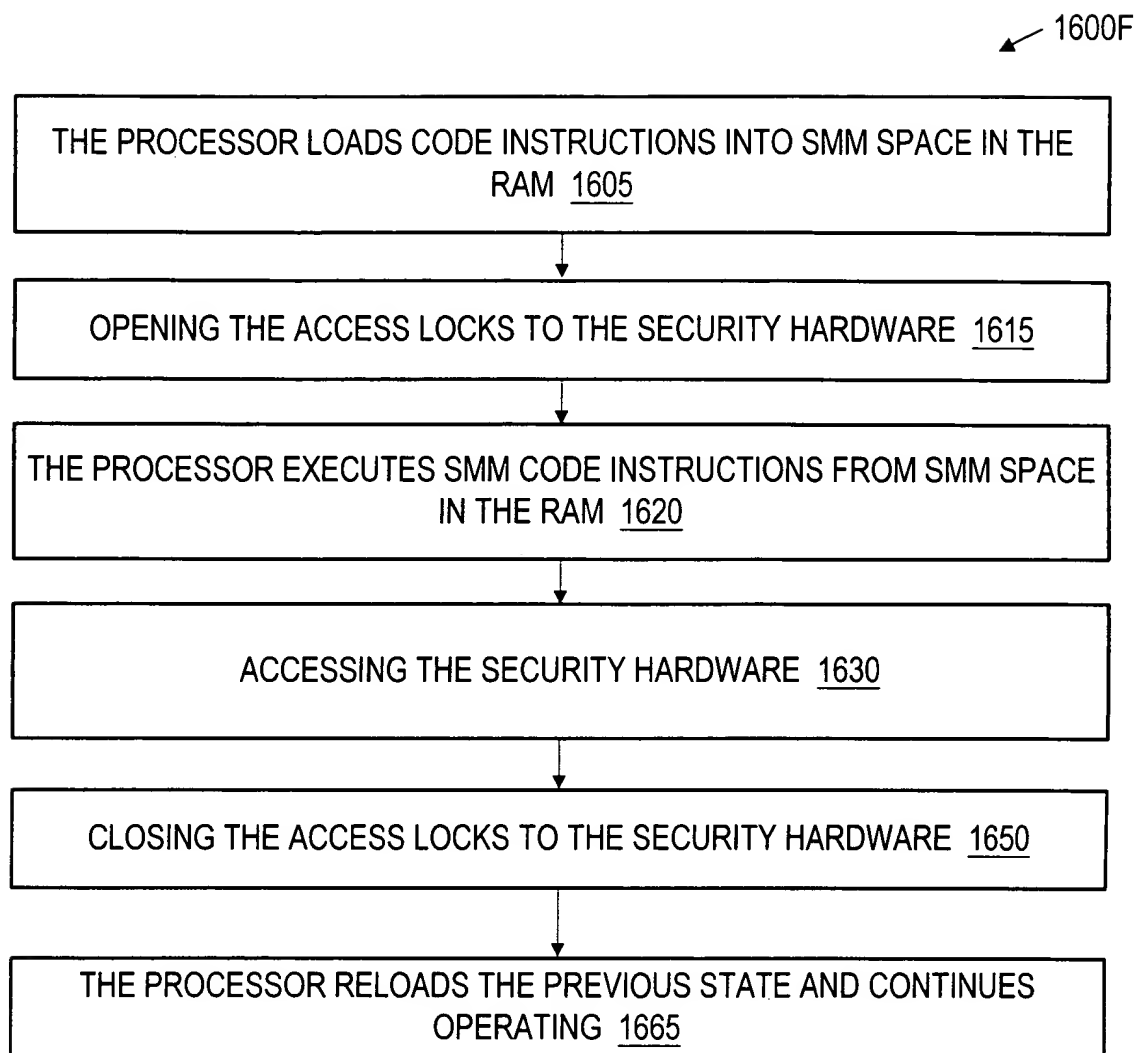 1600F
THE PROCESSOR LOADS CODE INSTRUCTIONS INTO SMM SPACE IN THE
RAM 1605
OPENING THE ACCESS LOCKS TO THE SECURITY HARDWARE 1615
THE PROCESSOR EXECUTES SMM CODE INSTRUCTIONS FROM SMM SPACE
IN THE RAM 1620
ACCESSING THE SECURITY HARDWARE 1630
CLOSING THE ACCESS LOCKS TO THE SECURITY HARDWARE 1650
THE PROCESSOR RELOADS THE PREVIOUS STATE AND CONTINUES
OPERATING 1665